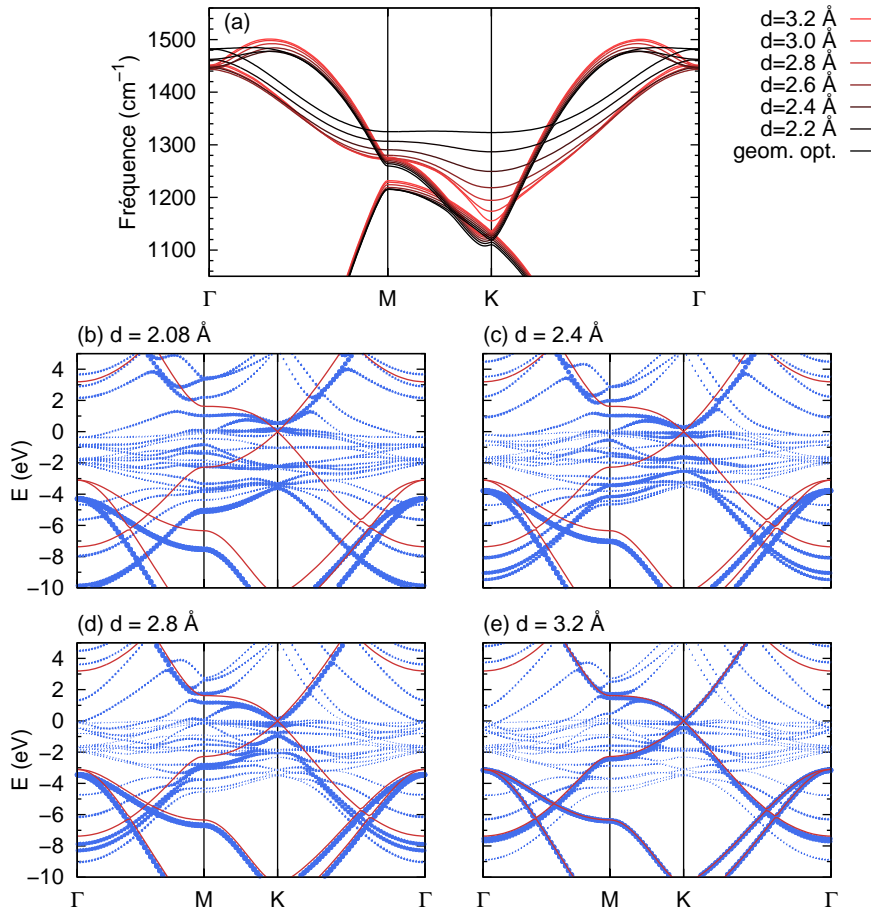 (a)
1500
1400
1300
1200
1100
Fréquence (cm⁻¹)
Γ M K Γ
d=3.2 Å
d=3.0 Å
d=2.8 Å
d=2.6 Å
d=2.4 Å
d=2.2 Å
geom. opt.
(b) d = 2.08 Å
4
2
0
−2
−4
−6
−8
−10
E (eV)
(c) d = 2.4 Å
(d) d = 2.8 Å
4
2
0
−2
−4
−6
−8
−10
E (eV)
Γ M K Γ
(e) d = 3.2 Å
Γ M K Γ